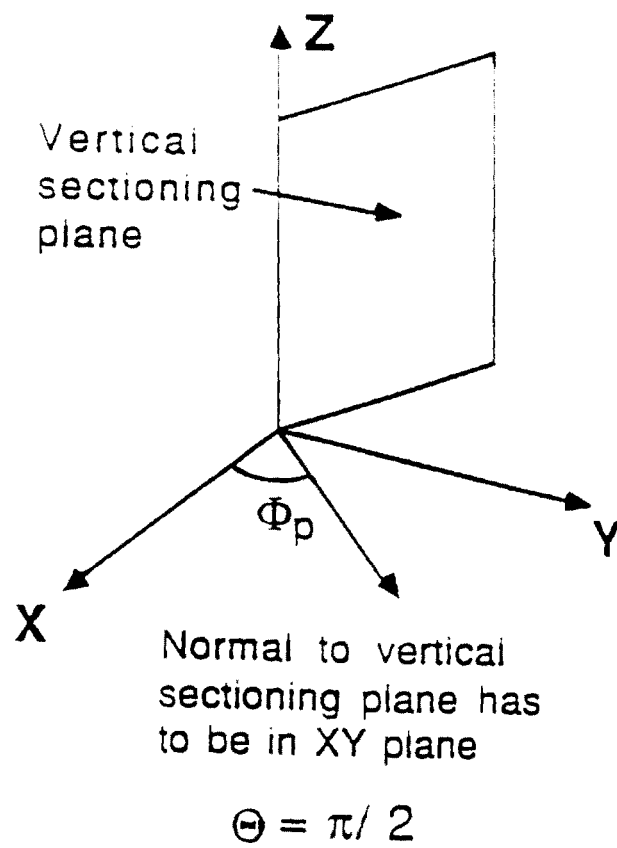 Z
Vertical
sectioning
plane
Φp
Y
X
Normal to vertical
sectioning plane has
to be in XY plane
Θ = π/ 2